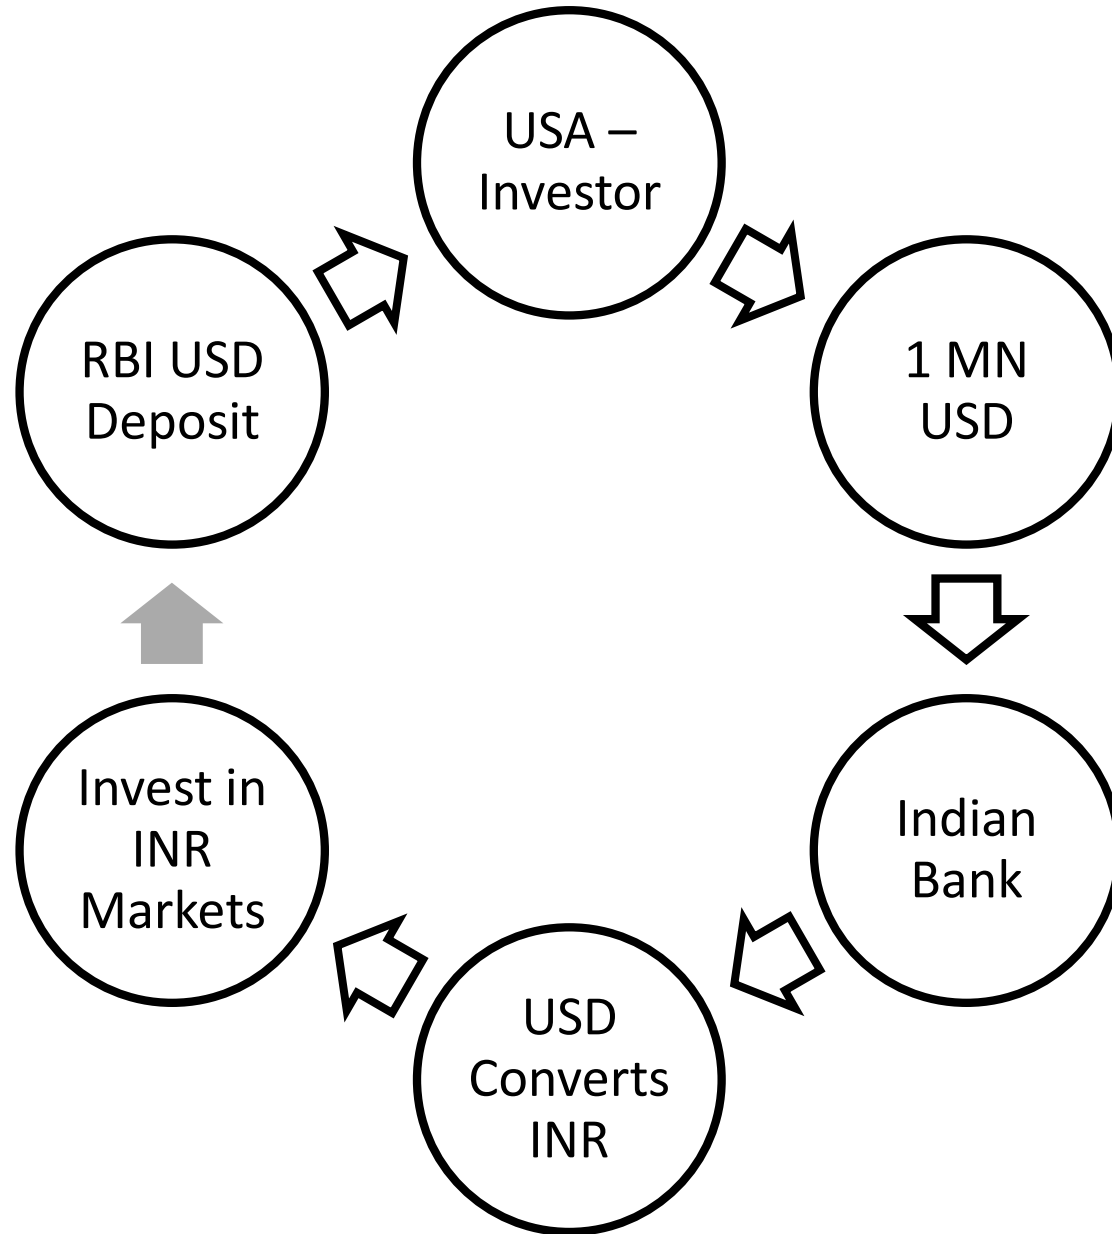 USA –
Investor
1 MN
USD
Indian
Bank
USD
Converts
INR
Invest in
INR
Markets
RBI USD
Deposit